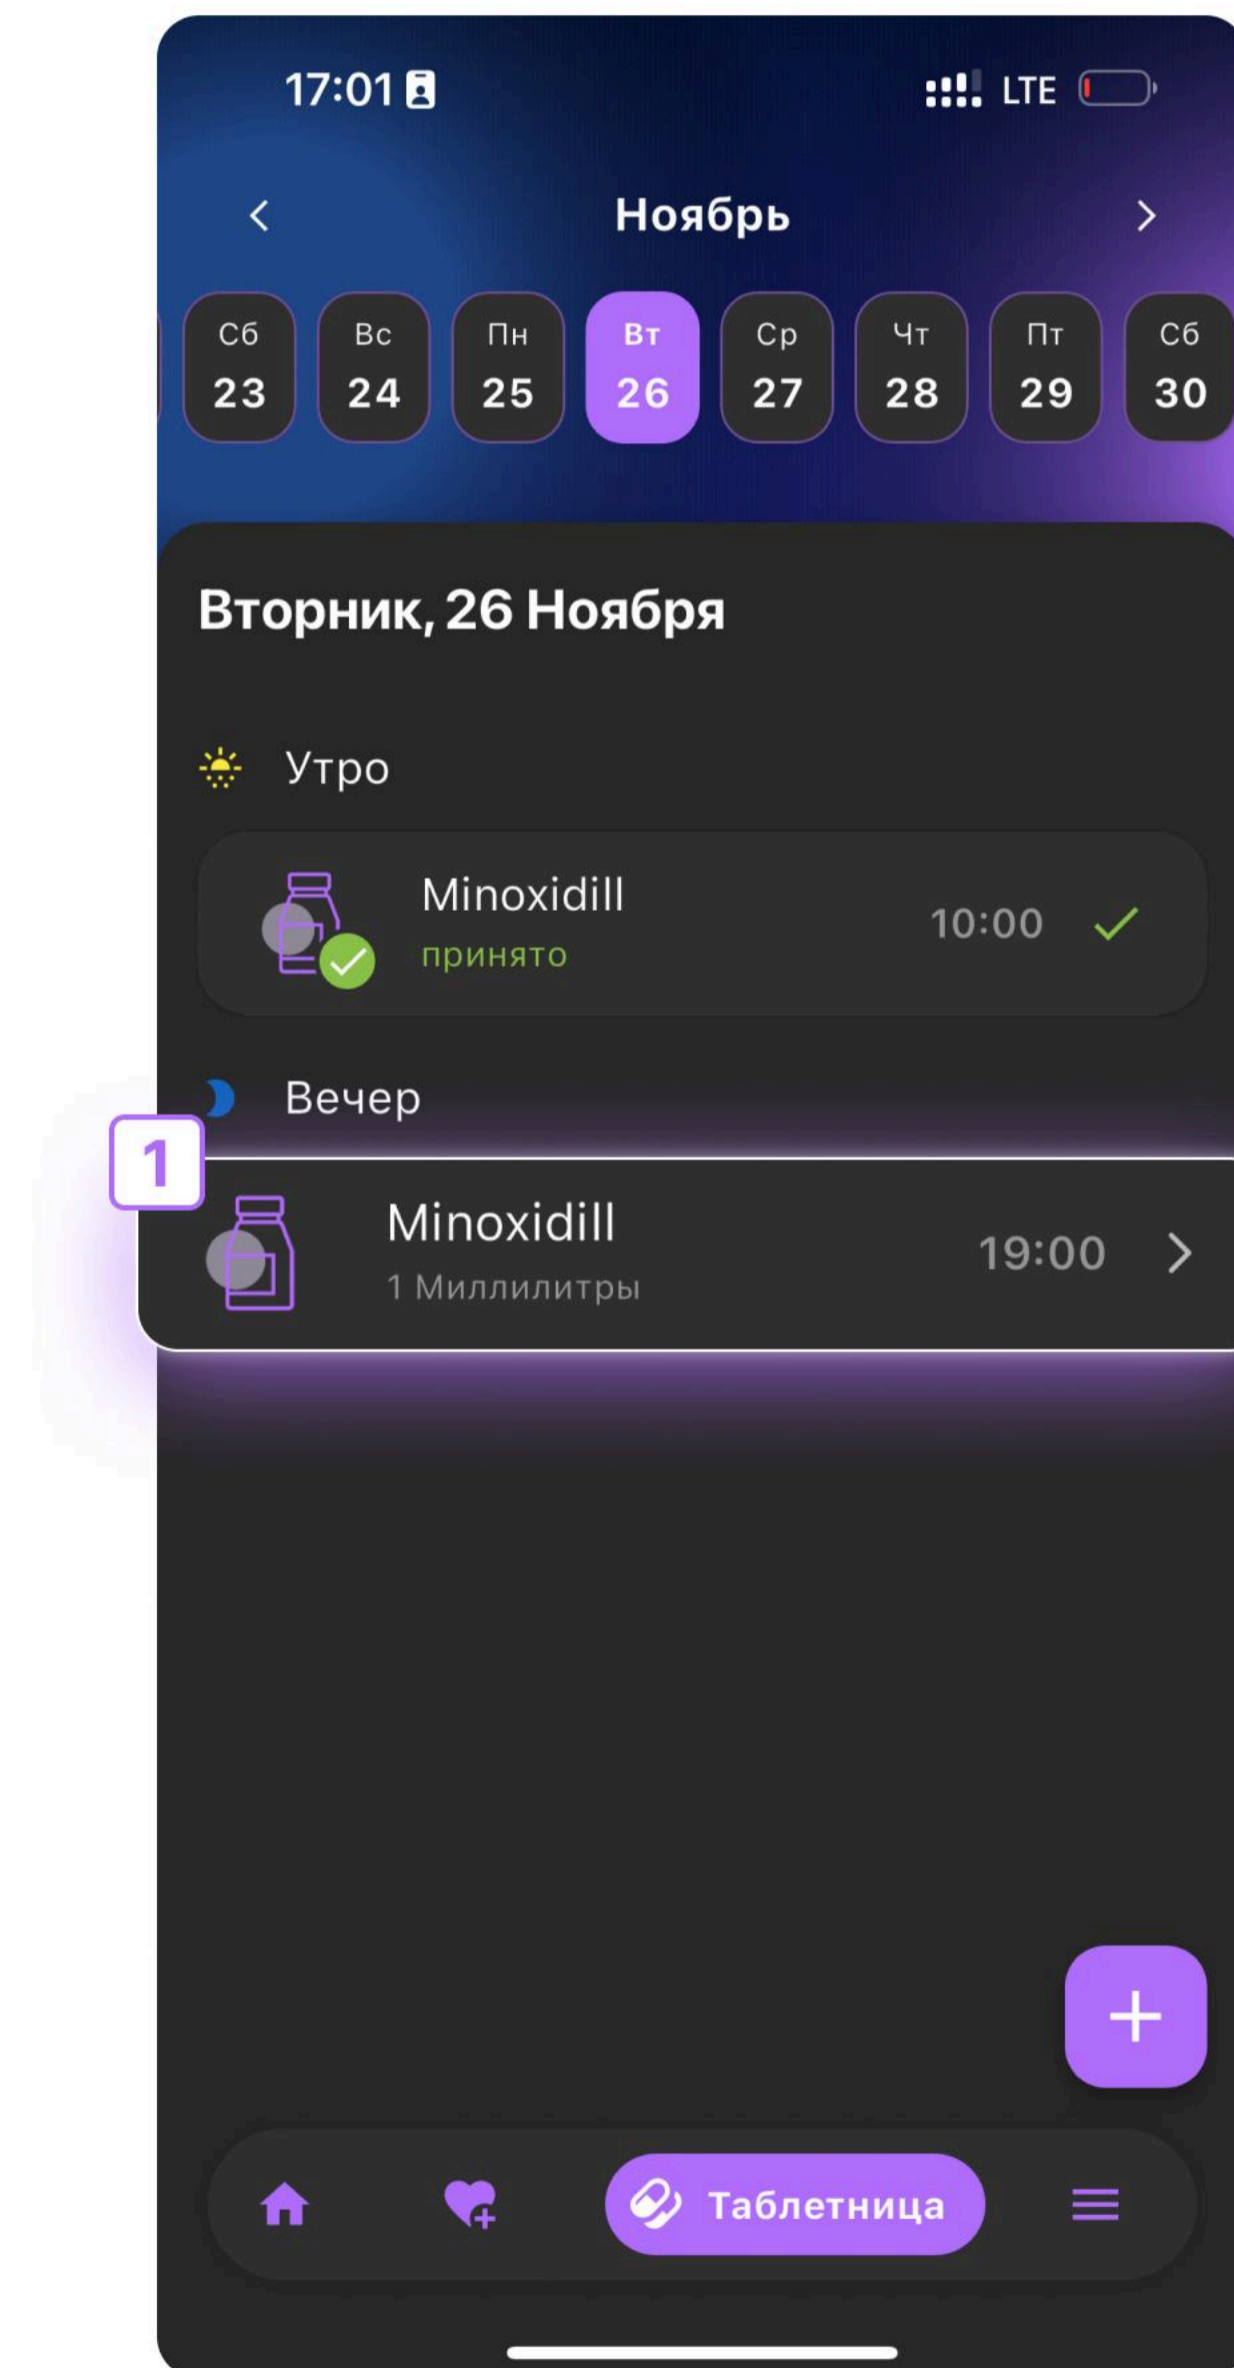 17:01 LTE
Ноябрь
Сб Вс Пн Вт Ср Чт Пт Сб
23 24 25 26 27 28 29 30
Вторник, 26 Ноября
Утро
Minoxidill
принято
10:00
Вечер
1
Minoxidill
1 Миллилитры
19:00
Таблетница